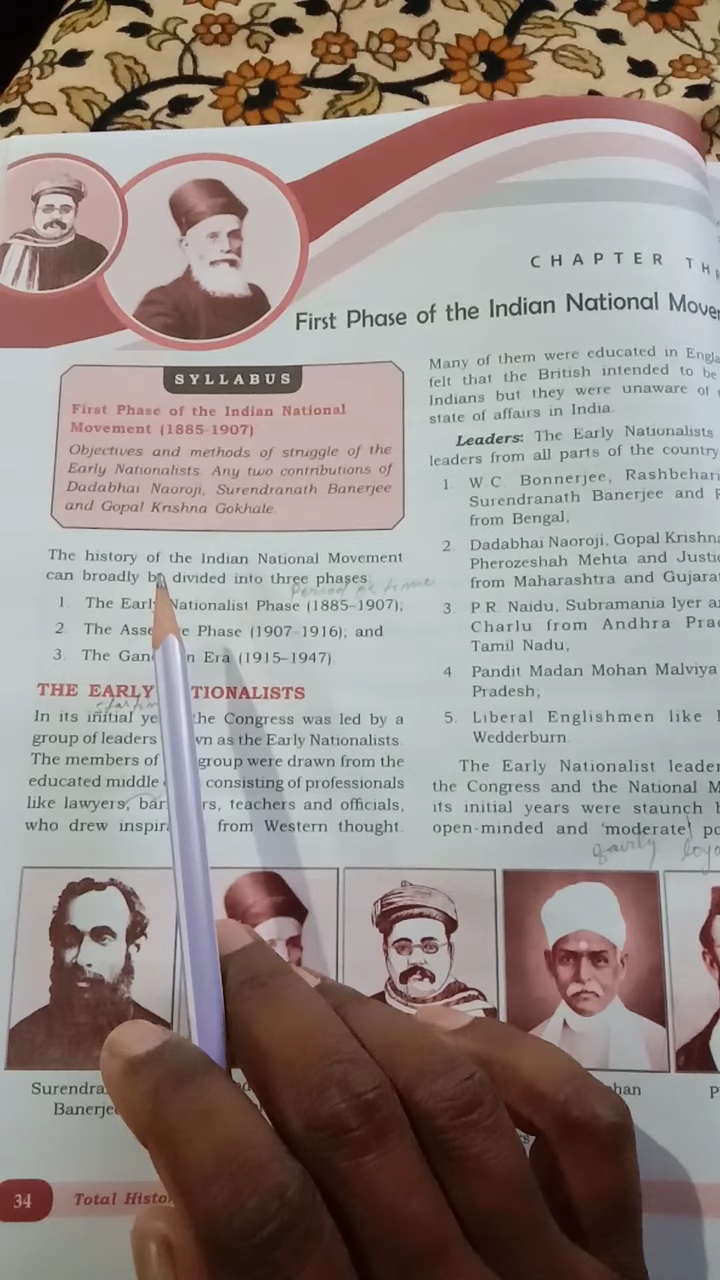 CHAPTER TH
First Phase of the Indian National Move
SYLLABUS
First Phase of the Indian National
Movement (1885-1907)
Objectives and methods of struggle of the
Early Nationalists. Any two contributions of
Dadabhai Naoroji, Surendranath Banerjee
and Gopal Krishna Gokhale.
The history of the Indian National Movement
can broadly be divided into three phases:
Period of time
1. The Early Nationalist Phase (1885-1907);
2. The Asse e Phase (1907-1916); and
3. The Gan n Era (1915-1947)
THE EARLY TIONALISTS
In its initial ye the Congress was led by a
group of leaders wn as the Early Nationalists.
The members of group were drawn from the
educated middle consisting of professionals
like lawyers, bar rs, teachers and officials,
who drew inspir from Western thought.
Many of them were educated in Engla
felt that the British intended to be
Indians but they were unaware of
state of affairs in India.
Leaders: The Early Nationalists
leaders from all parts of the country
1. W.C. Bonnerjee, Rashbehari
Surendranath Banerjee and
from Bengal;
2. Dadabhai Naoroji, Gopal Krishna
Pherozeshah Mehta and Justi
from Maharashtra and Gujarat
3. P.R. Naidu, Subramania Iyer a
Charlu from Andhra Prad
Tamil Nadu;
4. Pandit Madan Mohan Malviya
Pradesh;
5. Liberal Englishmen like
Wedderburn.
The Early Nationalist leader
the Congress and the National M
its initial years were staunch b
open-minded and 'moderate' po
Surendra
Banerje
han
P
34
Total Histo